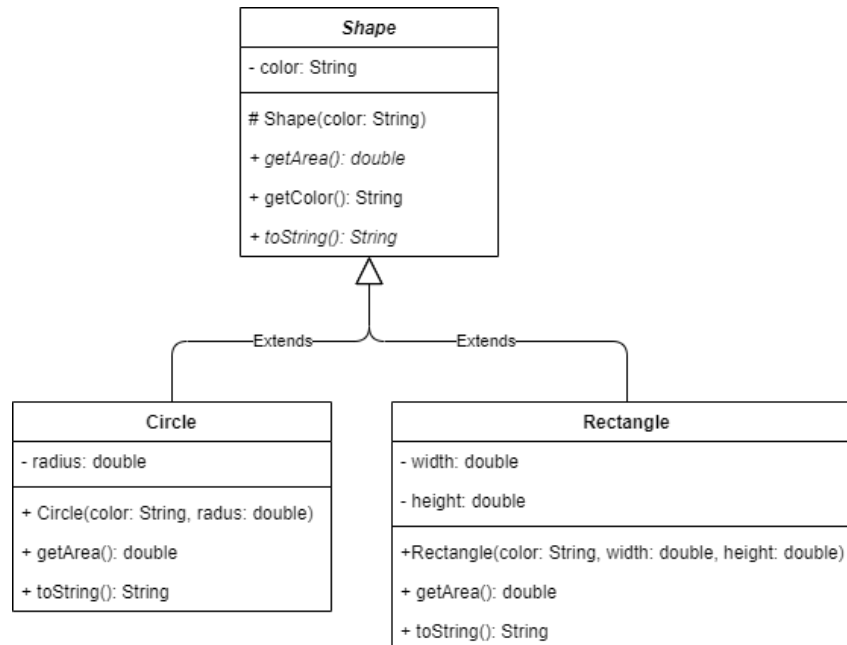 Shape
- color: String
# Shape(color: String)
+ getArea(): double
+ getColor(): String
+ toString(): String
Extends
Extends
Circle
- radius: double
+ Circle(color: String, radus: double)
+ getArea(): double
+ toString(): String
Rectangle
- width: double
- height: double
+Rectangle(color: String, width: double, height: double)
+ getArea(): double
+ toString(): String